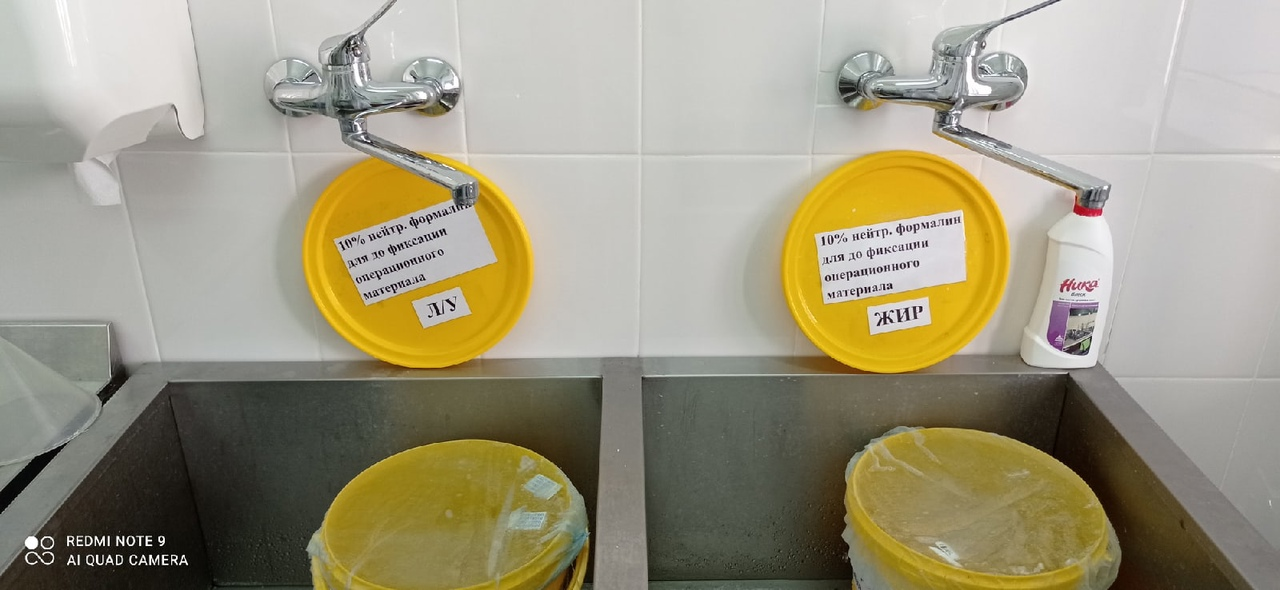 10% нейтр. формалин
для до фиксации
операционного
материала
Л/У
10% нейтр. формалин
для до фиксации
операционного
материала
ЖИР
Ника
REDMI NOTE 9
AI QUAD CAMERA